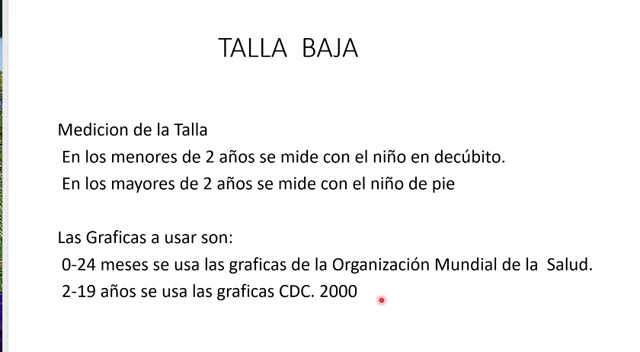 TALLA BAJA
Medicion de la Talla
En los menores de 2 años se mide con el niño en decúbito.
En los mayores de 2 años se mide con el niño de pie
Las Graficas a usar son:
0-24 meses se usa las graficas de la Organización Mundial de la Salud.
2-19 años se usa las graficas CDC. 2000